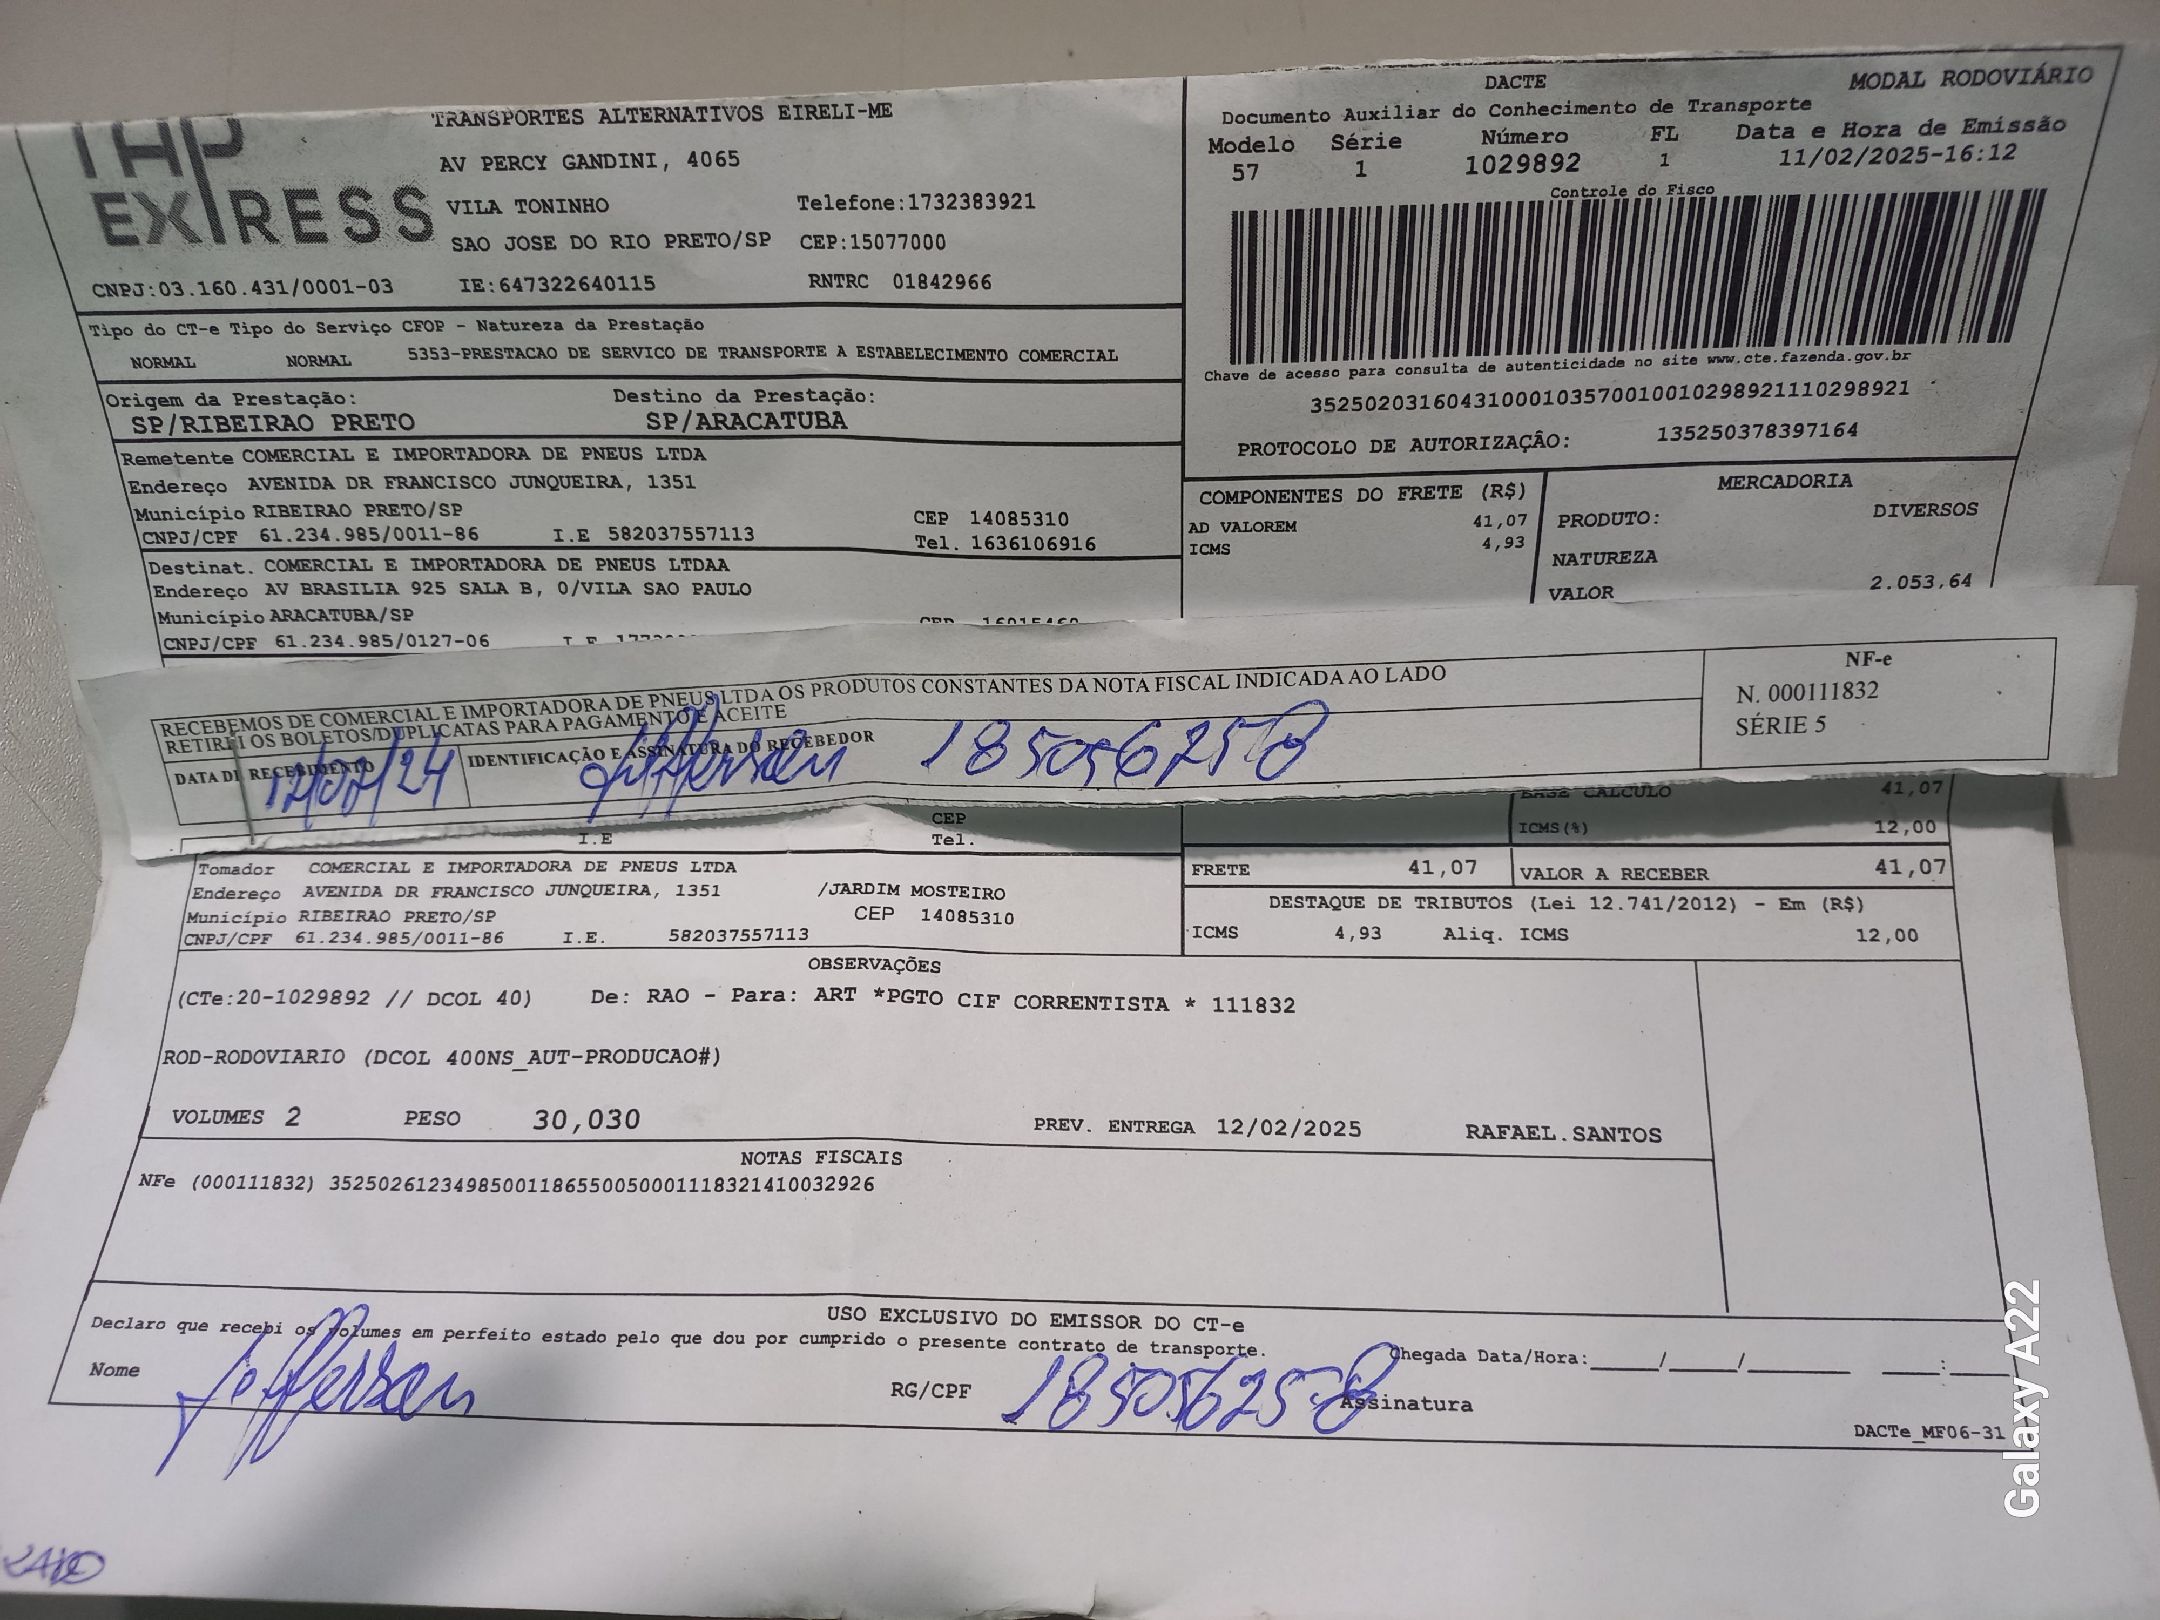 TRANSPORTES ALTERNATIVOS EIRELI-ME
TAP EXPRESS
AV PERCY GANDINI, 4065
VILA TONINHO Telefone:1732383921
SAO JOSE DO RIO PRETO/SP CEP:15077000
CNPJ:03.160.431/0001-03 IE:647322640115 RNTRC 01842966
DACTE MODAL RODOVIÁRIO
Documento Auxiliar do Conhecimento de Transporte
Modelo Série Número FL Data e Hora de Emissão
57 1 1029892 1 11/02/2025-16:12
Controle do Fisco
Chave de acesso para consulta de autenticidade no site www.cte.fazenda.gov.br
35250203160431000103570010010298921110298921
PROTOCOLO DE AUTORIZAÇÃO: 135250378397164
Tipo do CT-e Tipo do Serviço CFOP - Natureza da Prestação
NORMAL NORMAL 5353-PRESTACAO DE SERVICO DE TRANSPORTE A ESTABELECIMENTO COMERCIAL
Origem da Prestação: Destino da Prestação:
SP/RIBEIRAO PRETO SP/ARACATUBA
Remetente COMERCIAL E IMPORTADORA DE PNEUS LTDA
Endereço AVENIDA DR FRANCISCO JUNQUEIRA, 1351
Município RIBEIRAO PRETO/SP CEP 14085310
CNPJ/CPF 61.234.985/0011-86 I.E 582037557113 Tel. 1636106916
Destinat. COMERCIAL E IMPORTADORA DE PNEUS LTDAA
Endereço AV BRASILIA 925 SALA B, 0/VILA SAO PAULO
Município ARACATUBA/SP
CNPJ/CPF 61.234.985/0127-06
COMPONENTES DO FRETE (R$)
AD VALOREM 41,07
ICMS 4,93
MERCADORIA
PRODUTO: DIVERSOS
NATUREZA
VALOR 2.053,64
RECEBEMOS DE COMERCIAL E IMPORTADORA DE PNEUS LTDA OS PRODUTOS CONSTANTES DA NOTA FISCAL INDICADA AO LADO
RETIREI OS BOLETOS/DUPLICATAS PARA PAGAMENTO E ACEITE
DATA DE RECEBIMENTO IDENTIFICAÇÃO E ASSINATURA DO RECEBEDOR
12/02/24 Jefferson 185056258
NF-e
N. 000111832
SÉRIE 5
BASE CALCULO 41,07
I.E CEP
Tel.
ICMS(%) 12,00
Tomador COMERCIAL E IMPORTADORA DE PNEUS LTDA
Endereço AVENIDA DR FRANCISCO JUNQUEIRA, 1351 /JARDIM MOSTEIRO
Município RIBEIRAO PRETO/SP CEP 14085310
CNPJ/CPF 61.234.985/0011-86 I.E. 582037557113
FRETE 41,07 VALOR A RECEBER 41,07
DESTAQUE DE TRIBUTOS (Lei 12.741/2012) - Em (R$)
ICMS 4,93 Aliq. ICMS 12,00
OBSERVAÇÕES
(CTe:20-1029892 // DCOL 40) De: RAO - Para: ART *PGTO CIF CORRENTISTA * 111832
ROD-RODOVIARIO (DCOL 400NS_AUT-PRODUCAO#)
VOLUMES 2 PESO 30,030 PREV. ENTREGA 12/02/2025 RAFAEL.SANTOS
NOTAS FISCAIS
NFe (000111832) 35250261234985001186550050001118321410032926
USO EXCLUSIVO DO EMISSOR DO CT-e
Declaro que recebi os volumes em perfeito estado pelo que dou por cumprido o presente contrato de transporte.
Chegada Data/Hora:____/____/______ ___:___
Nome Jefferson RG/CPF 185056258 Assinatura
DACTe_MF06-31
Galaxy A22